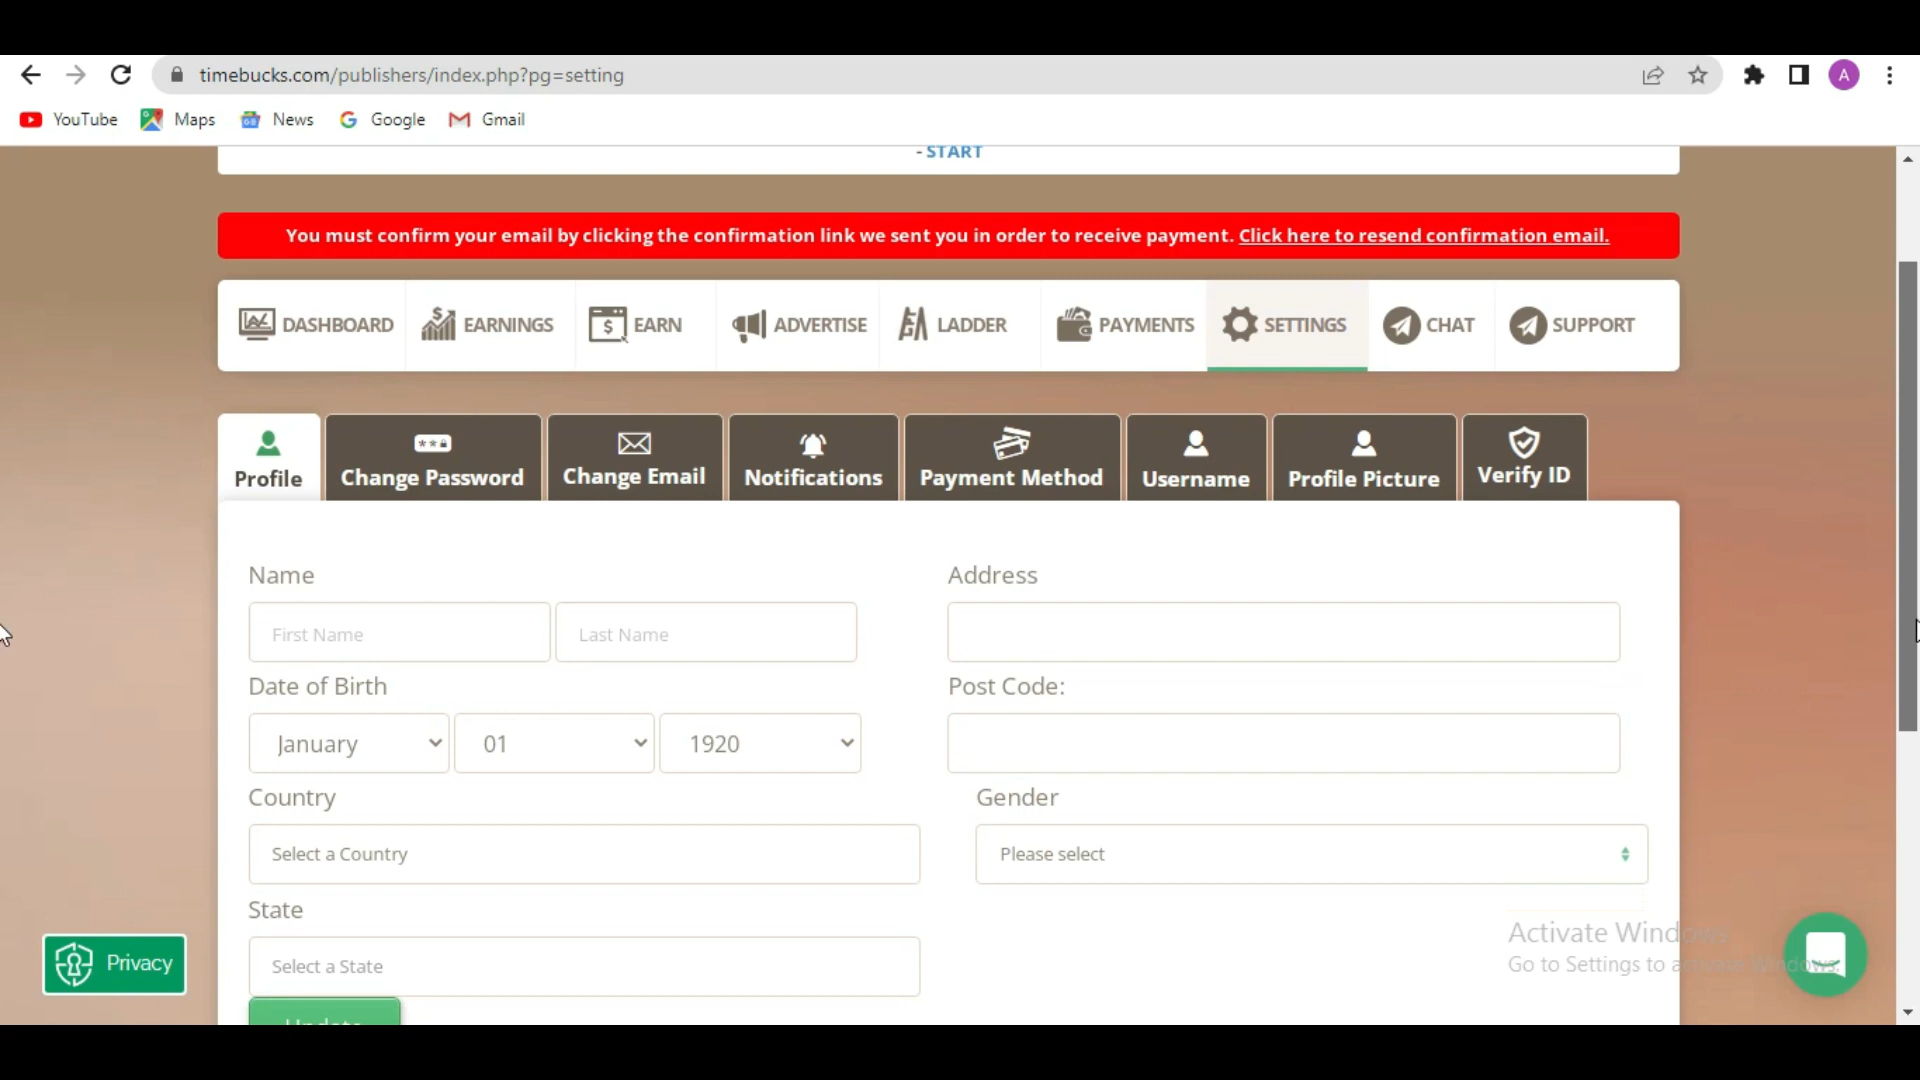 timebucks.com/publishers/index.php?pg=setting
A
YouTube Maps News Google Gmail
- START
You must confirm your email by clicking the confirmation link we sent you in order to receive payment. Click here to resend confirmation email.
DASHBOARD EARNINGS EARN ADVERTISE LADDER PAYMENTS SETTINGS CHAT SUPPORT
Profile Change Password Change Email Notifications Payment Method Username Profile Picture Verify ID
Name Address
First Name Last Name
Date of Birth Post Code:
January 01 1920
Country Gender
Select a Country Please select
State
Activate Windows
Privacy
Select a State
Go to Settings to activate Windows.
Update